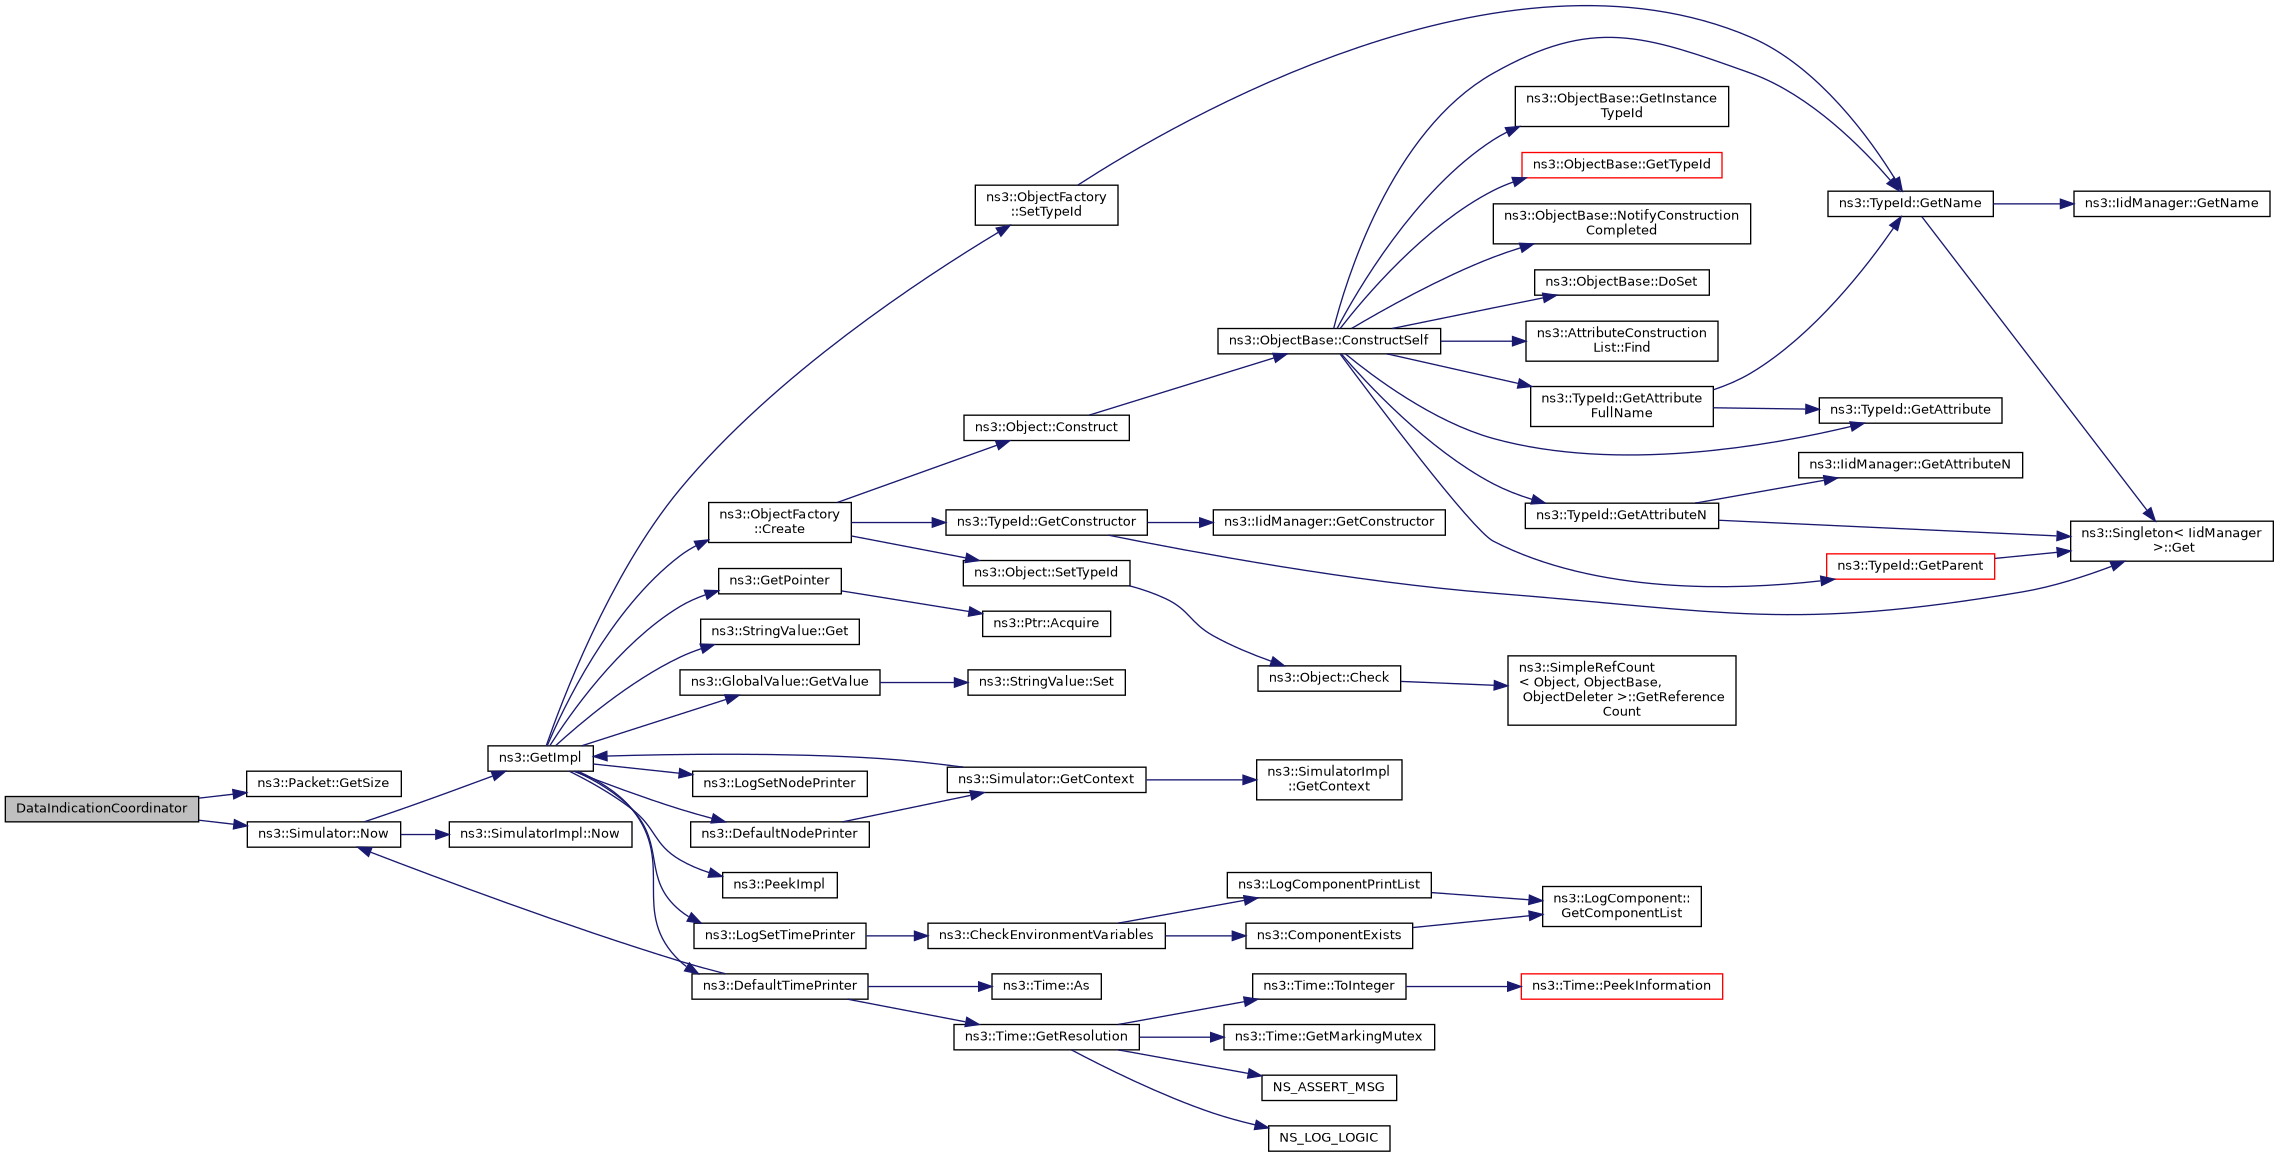 DataIndicationCoordinator
ns3::Packet::GetSize
ns3::Simulator::Now
ns3::SimulatorImpl::Now
ns3::GetImpl
ns3::ObjectFactory
::SetTypeId
ns3::ObjectFactory
::Create
ns3::GetPointer
ns3::StringValue::Get
ns3::GlobalValue::GetValue
ns3::LogSetNodePrinter
ns3::DefaultNodePrinter
ns3::PeekImpl
ns3::LogSetTimePrinter
ns3::DefaultTimePrinter
ns3::Object::Construct
ns3::TypeId::GetConstructor
ns3::Object::SetTypeId
ns3::Ptr::Acquire
ns3::StringValue::Set
ns3::Simulator::GetContext
ns3::CheckEnvironmentVariables
ns3::Time::As
ns3::Time::GetResolution
ns3::ObjectBase::ConstructSelf
ns3::IidManager::GetConstructor
ns3::Object::Check
ns3::SimulatorImpl
::GetContext
ns3::LogComponentPrintList
ns3::ComponentExists
ns3::Time::ToInteger
ns3::Time::GetMarkingMutex
NS_ASSERT_MSG
NS_LOG_LOGIC
ns3::ObjectBase::GetInstance
TypeId
ns3::ObjectBase::GetTypeId
ns3::ObjectBase::NotifyConstruction
Completed
ns3::ObjectBase::DoSet
ns3::AttributeConstruction
List::Find
ns3::TypeId::GetAttribute
FullName
ns3::TypeId::GetAttributeN
ns3::SimpleRefCount
< Object, ObjectBase,
ObjectDeleter >::GetReference
Count
ns3::LogComponent::
GetComponentList
ns3::Time::PeekInformation
ns3::TypeId::GetName
ns3::TypeId::GetAttribute
ns3::IidManager::GetAttributeN
ns3::TypeId::GetParent
ns3::IidManager::GetName
ns3::Singleton< IidManager
>::Get